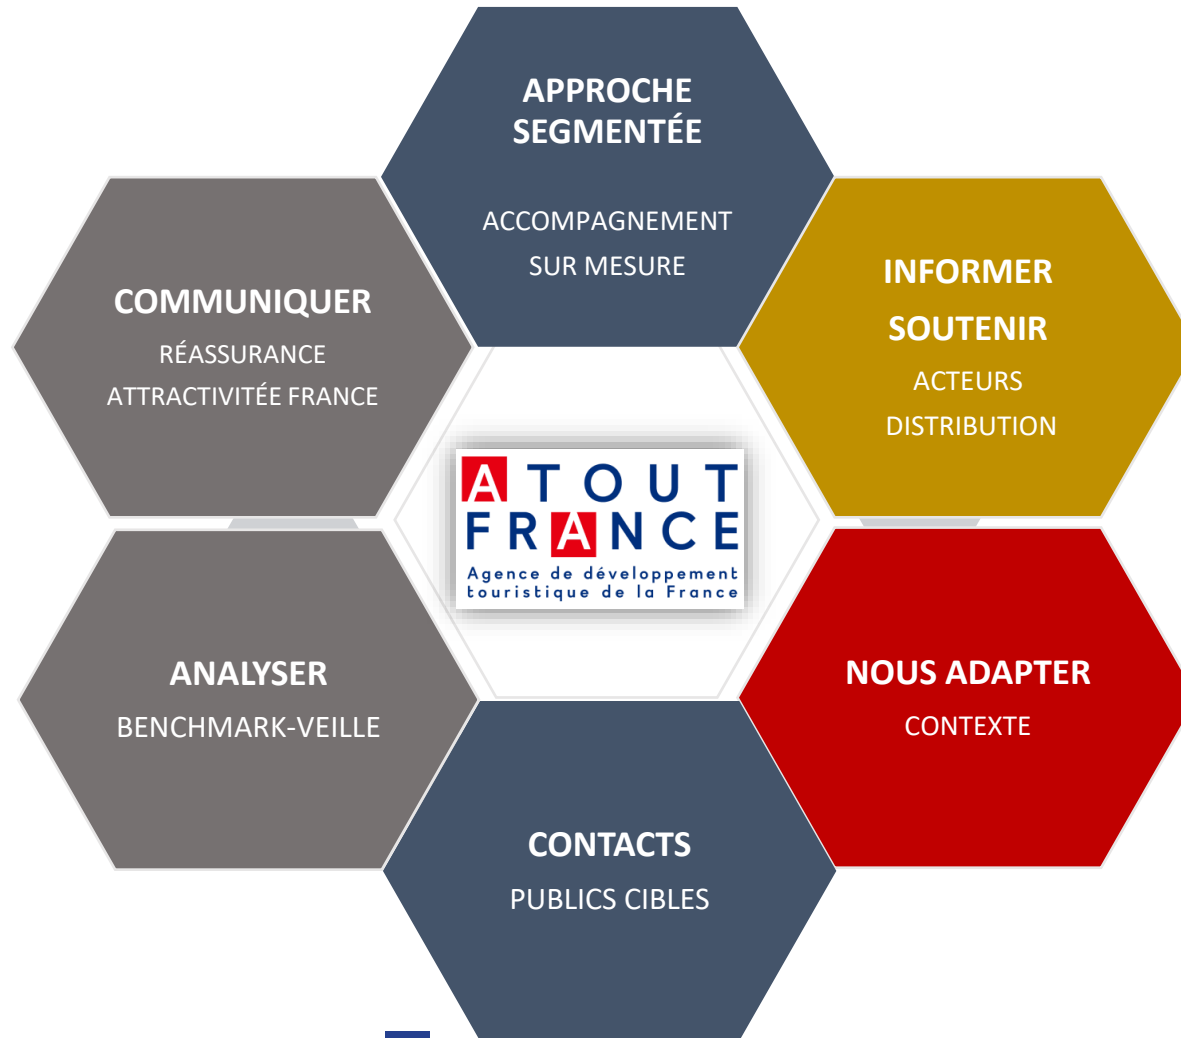 APPROCHE
SEGMENTÉE
ACCOMPAGNEMENT
SUR MESURE
INFORMER
SOUTENIR
ACTEURS
DISTRIBUTION
NOUS ADAPTER
CONTEXTE
CONTACTS
PUBLICS CIBLES
ANALYSER
BENCHMARK-VEILLE
COMMUNIQUER
RÉASSURANCE
ATTRACTIVITÉE FRANCE
ATOUT
FRANCE
Agence de développement
touristique de la France